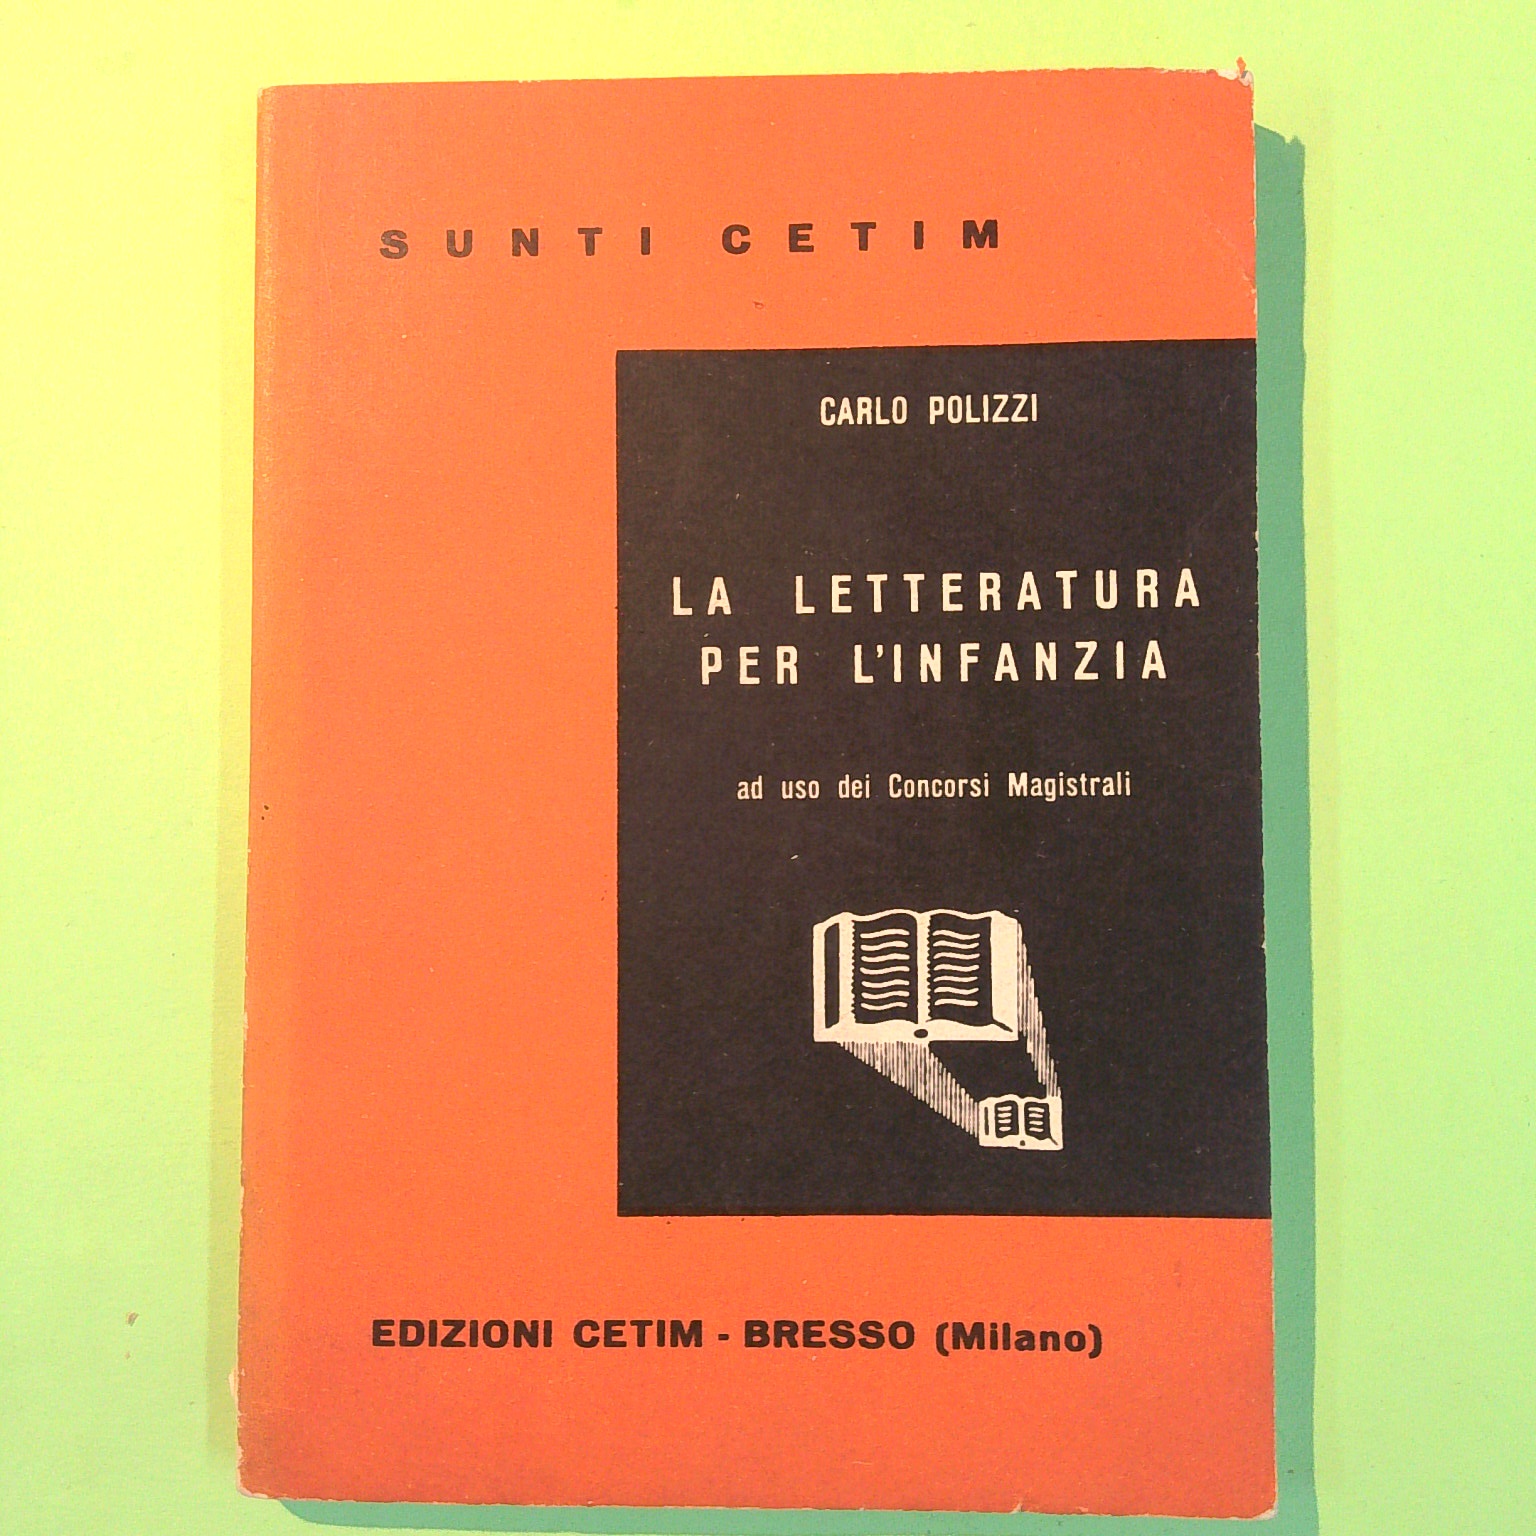 SUNTI CETIM
CARLO POLIZZI
LA LETTERATURA
PER L'INFANZIA
ad uso dei Concorsi Magistrali
EDIZIONI CETIM - BRESSO (Milano)